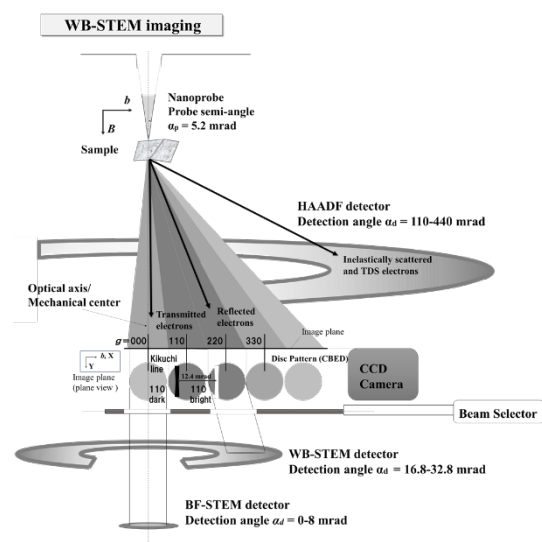 WB-STEM imaging
b
B
Nanoprobe
Probe semi-angle
αp = 5.2 mrad
Sample
HAADF detector
Detection angle αd = 110-440 mrad
Inelastically scattered
and TDS electrons
Optical axis/
Mechanical center
Transmitted
electrons
Reflected
electrons
Image plane
g=000 110 220 330
b, X
Y
Image plane
(plane view )
Kikuchi
line
12.4 mrad
110
dark
110
bright
Disc Pattern (CBED)
CCD
Camera
Beam Selector
WB-STEM detector
Detection angle αd = 16.8-32.8 mrad
BF-STEM detector
Detection angle αd = 0-8 mrad